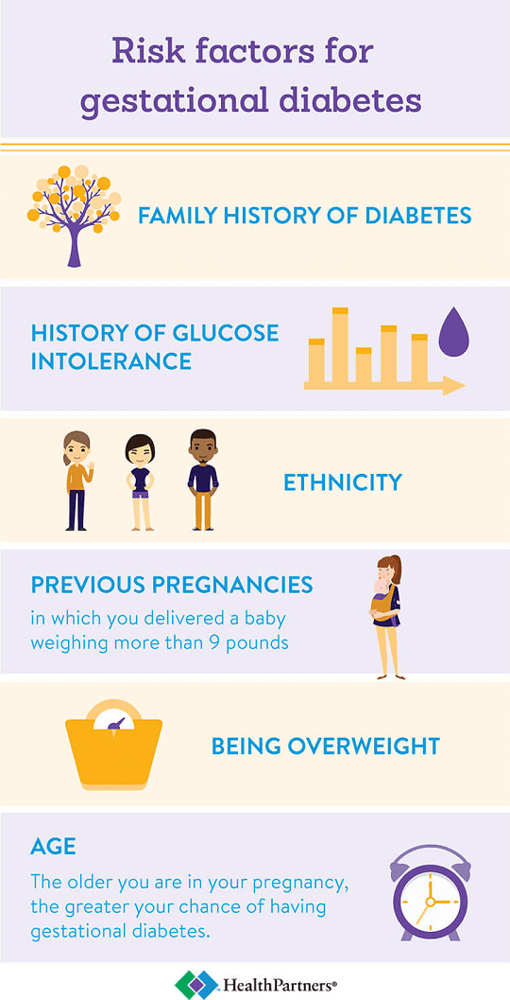 Risk factors for
gestational diabetes
FAMILY HISTORY OF DIABETES
HISTORY OF GLUCOSE
INTOLERANCE
ETHNICITY
PREVIOUS PREGNANCIES
in which you delivered a baby
weighing more than 9 pounds
BEING OVERWEIGHT
AGE
The older you are in your pregnancy,
the greater your chance of having
gestational diabetes.
HealthPartners®